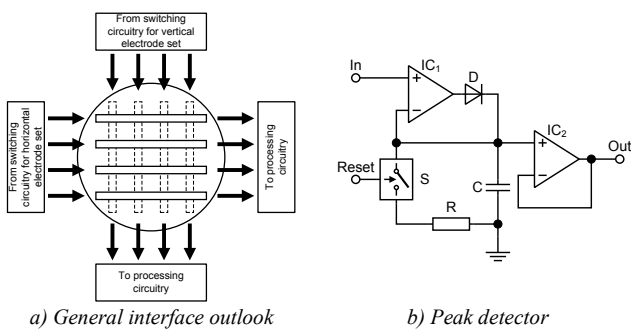 From switching
circuitry for vertical
electrode set
From switching
circuitry for horizontal
electrode set
To processing
circuitry
To processing
circuitry
a) General interface outlook
In
IC1
D
IC2
Out
Reset
S
C
R
b) Peak detector